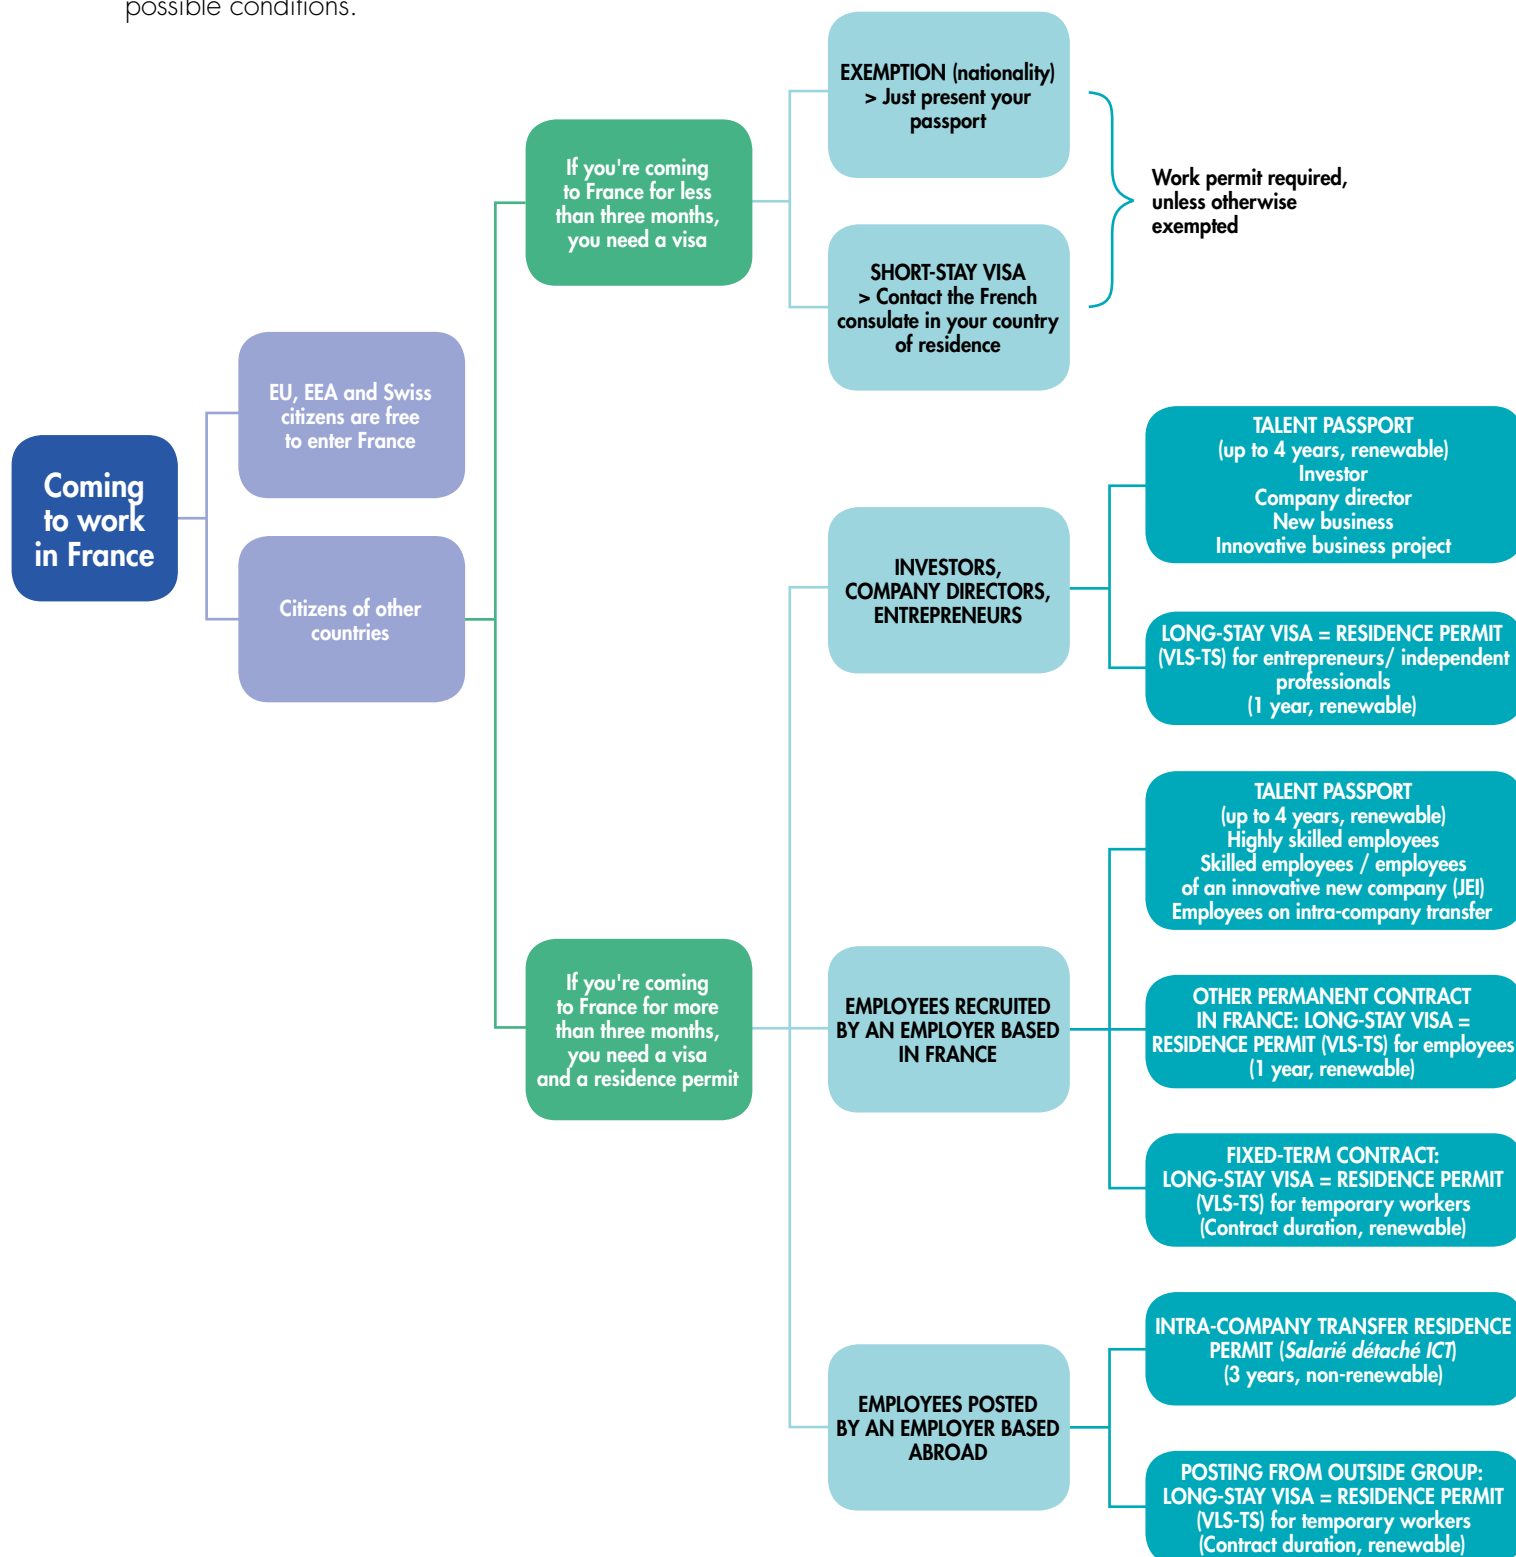 possible conditions.
Coming
to work
in France
EU, EEA and Swiss
citizens are free
to enter France
Citizens of other
countries
If you're coming
to France for less
than three months,
you need a visa
EXEMPTION (nationality)
> Just present your
passport
SHORT-STAY VISA
> Contact the French
consulate in your country
of residence
Work permit required,
unless otherwise
exempted
If you're coming
to France for more
than three months,
you need a visa
and a residence permit
INVESTORS,
COMPANY DIRECTORS,
ENTREPRENEURS
TALENT PASSPORT
(up to 4 years, renewable)
Investor
Company director
New business
Innovative business project
LONG-STAY VISA = RESIDENCE PERMIT
(VLS-TS) for entrepreneurs/ independent
professionals
(1 year, renewable)
EMPLOYEES RECRUITED
BY AN EMPLOYER BASED
IN FRANCE
TALENT PASSPORT
(up to 4 years, renewable)
Highly skilled employees
Skilled employees / employees
of an innovative new company (JEI)
Employees on intra-company transfer
OTHER PERMANENT CONTRACT
IN FRANCE: LONG-STAY VISA =
RESIDENCE PERMIT (VLS-TS) for employees
(1 year, renewable)
FIXED-TERM CONTRACT:
LONG-STAY VISA = RESIDENCE PERMIT
(VLS-TS) for temporary workers
(Contract duration, renewable)
EMPLOYEES POSTED
BY AN EMPLOYER BASED
ABROAD
INTRA-COMPANY TRANSFER RESIDENCE
PERMIT (Salarié détaché ICT)
(3 years, non-renewable)
POSTING FROM OUTSIDE GROUP:
LONG-STAY VISA = RESIDENCE PERMIT
(VLS-TS) for temporary workers
(Contract duration, renewable)